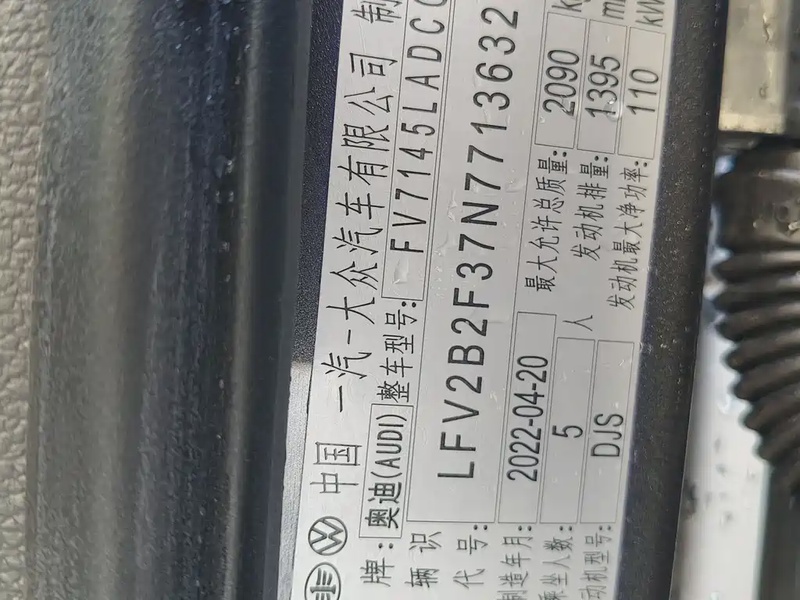 中国 一汽-大众汽车有限公司 制
牌: 奥迪(AUDI) 整车型号: FV7145LADC
辆识
代号: LFV2B2F37N7713632
制造年月: 2022-04-20 最大允许总质量: 2090 k
乘坐人数: 5 人 发动机排量: 1395 m
动机型号: DJS 发动机最大净功率: 110 kW